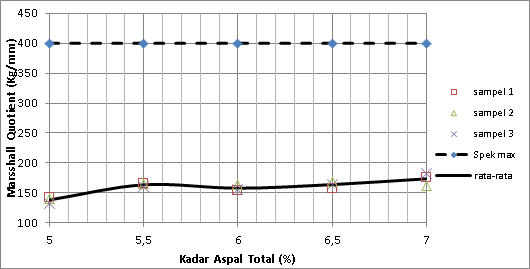 450
400
350
300
250
200
150
100
Marsshall Quotient (Kg/mm)
5
5,5
6
6,5
7
Kadar Aspal Total (%)
sampel 1
sampel 2
sampel 3
Spek max
rata-rata